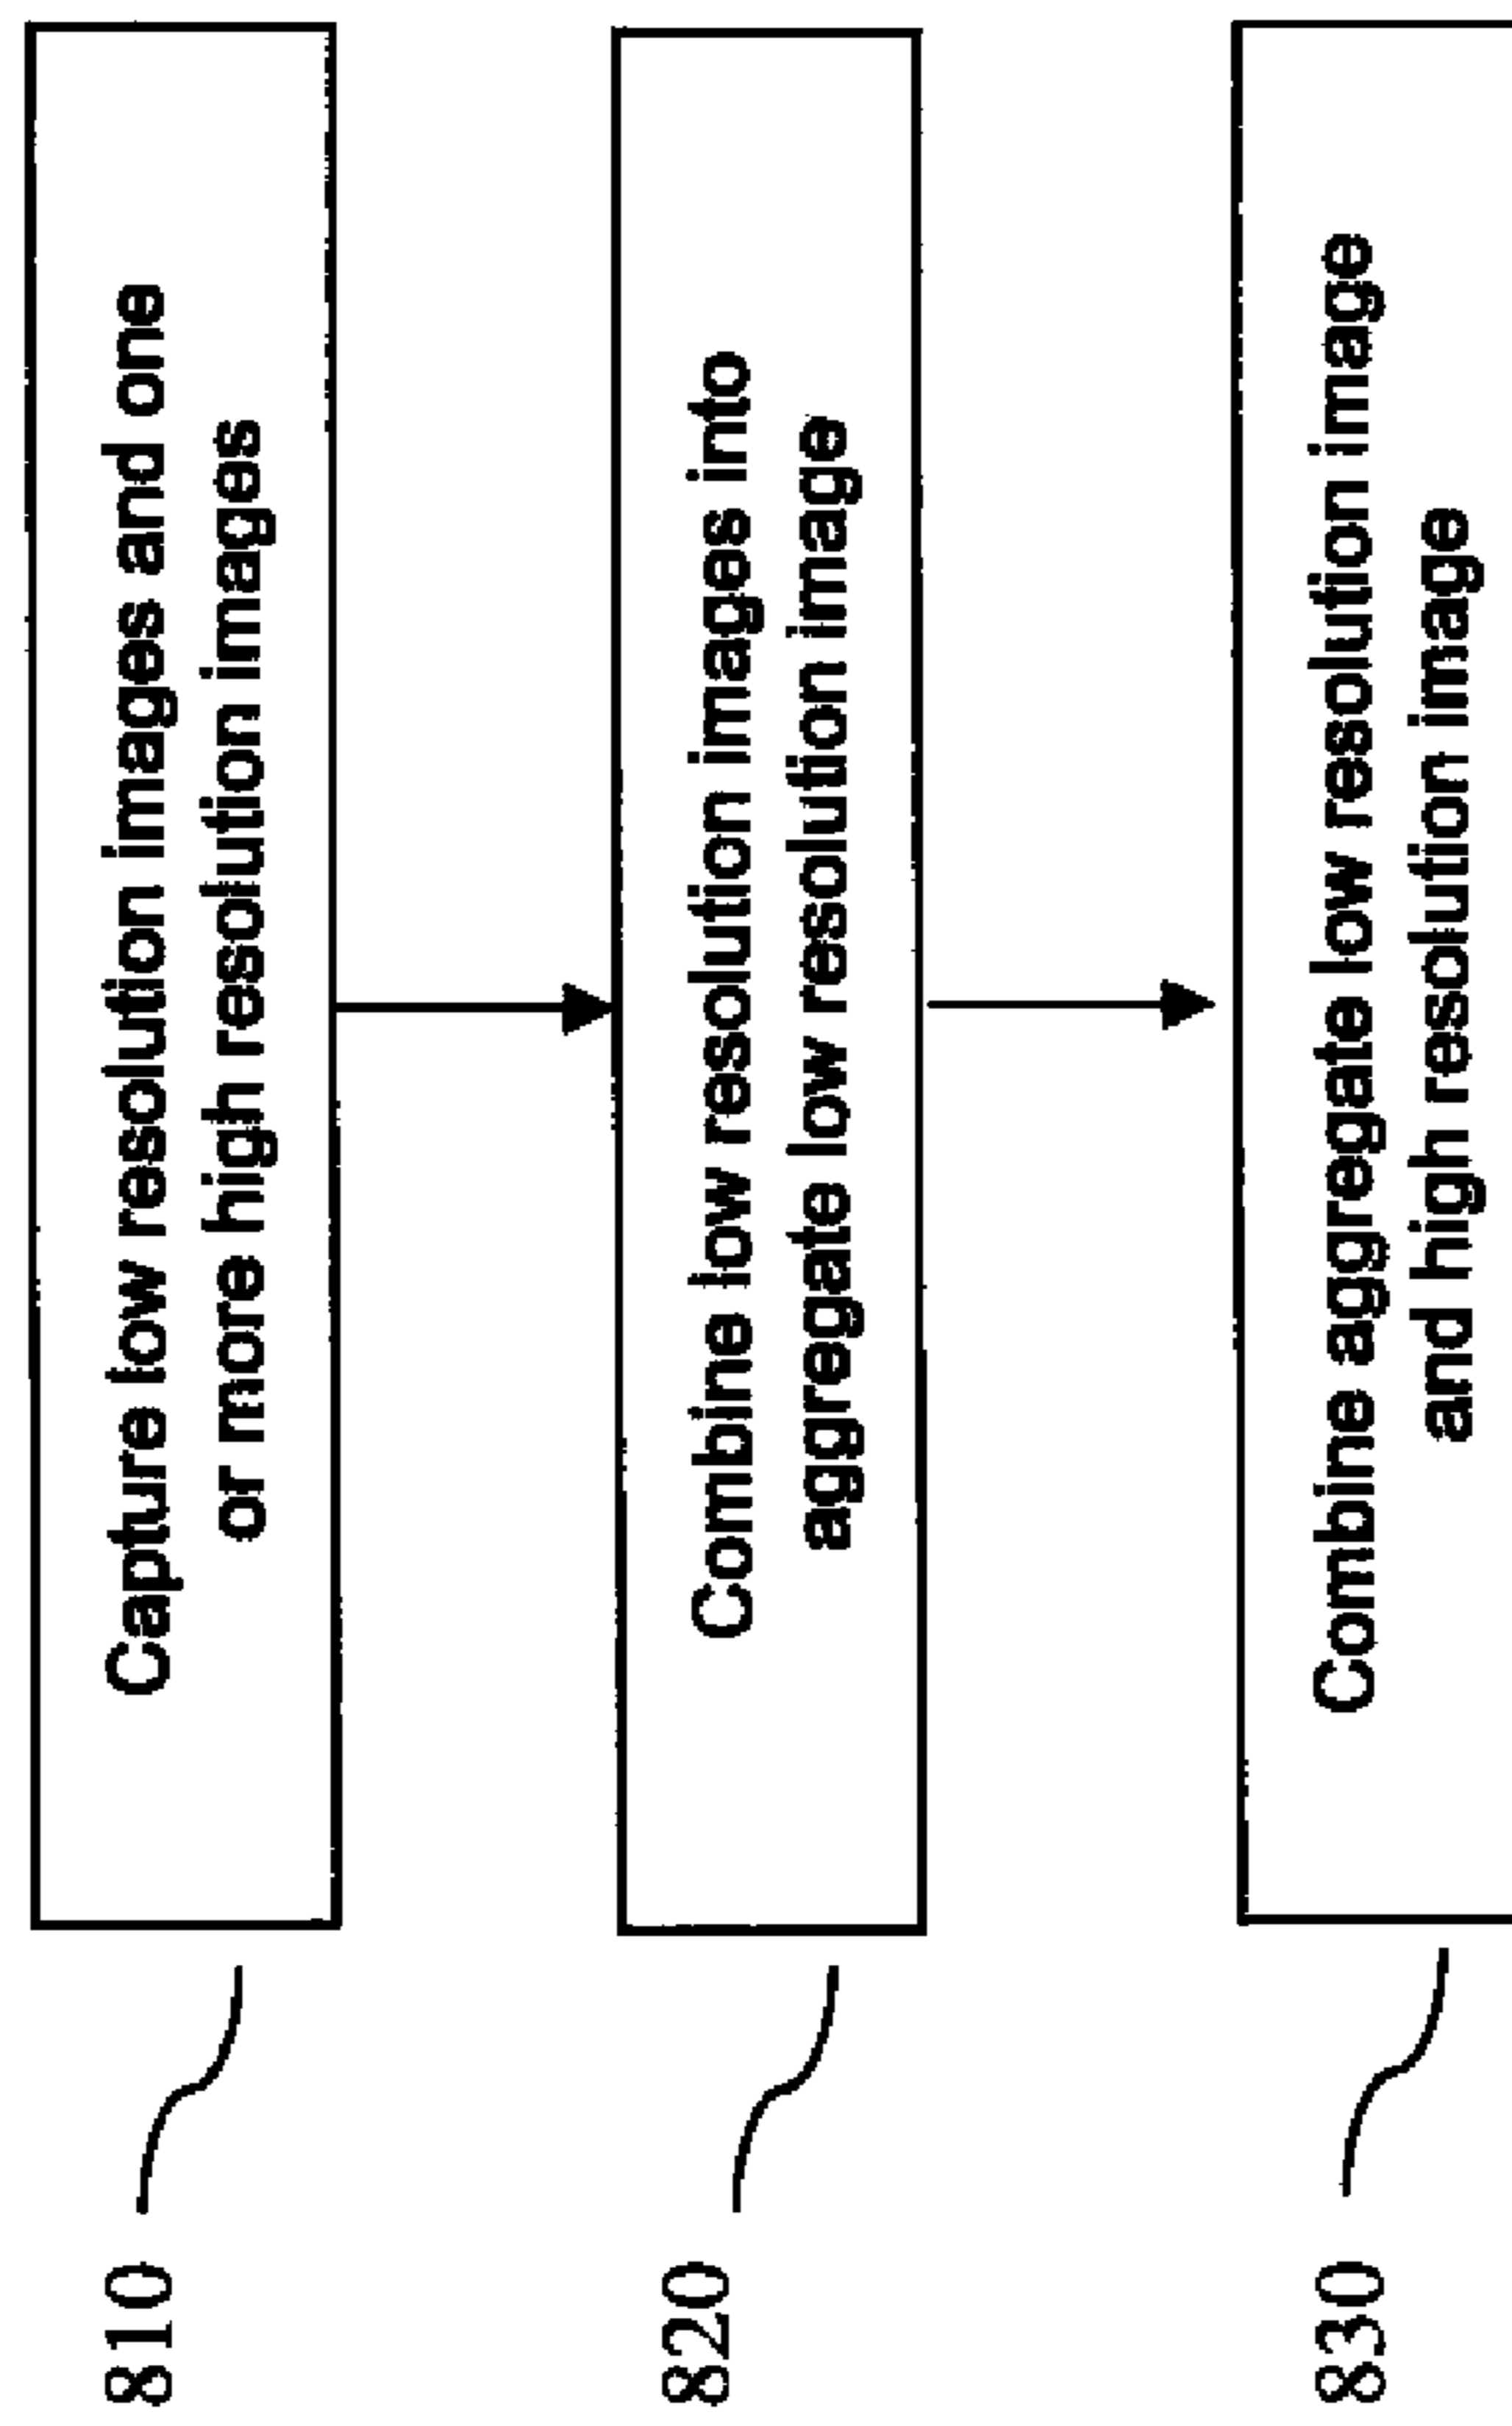 810
Capture low resolution images and one
or more high resolution images
820
Combine low resolution images into
aggregate low resolution image
830
Combine aggregate low resolution image
and high resolution image